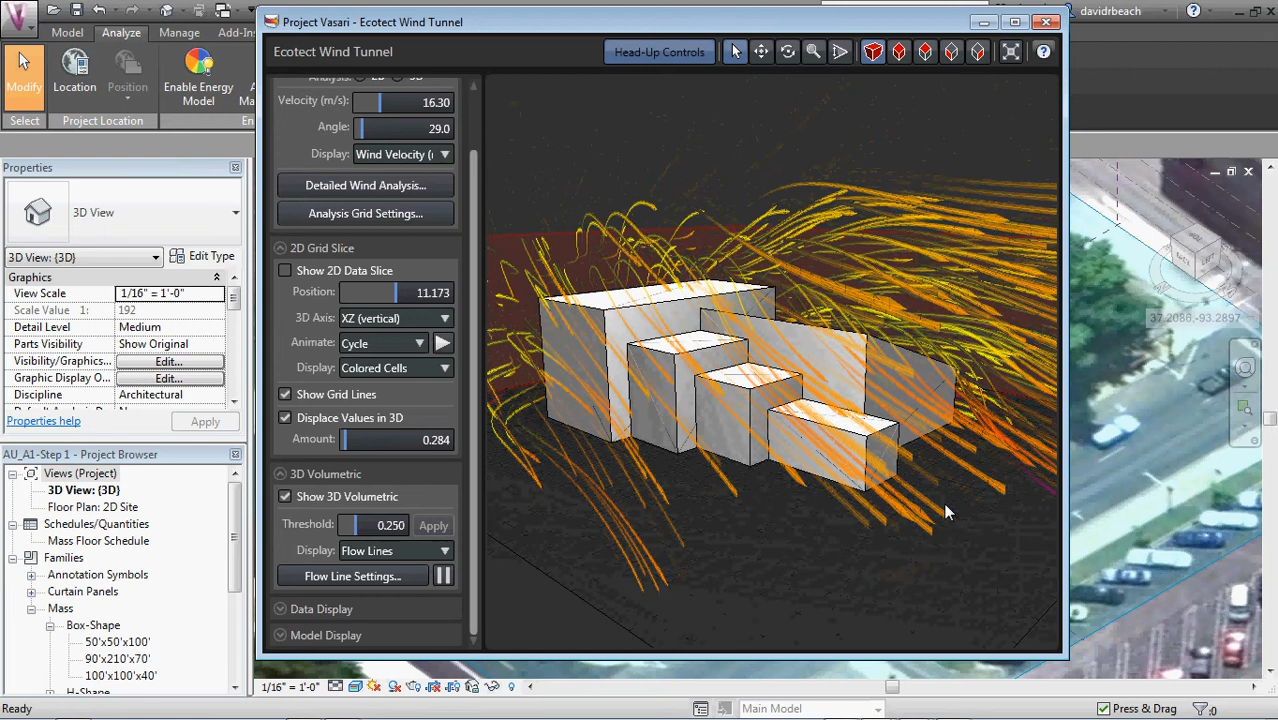 davidrbeach
Model
Analyze
Manage
Add-Ins
Modify
Location
Position
Enable Energy
Model
Select
Project Location
Project Vasari - Ecotect Wind Tunnel
Ecotect Wind Tunnel
Head-Up Controls
Velocity (m/s): 16.30
Angle: 29.0
Display: Wind Velocity (
Detailed Wind Analysis...
Analysis Grid Settings...
2D Grid Slice
Show 2D Data Slice
Position: 11.173
3D Axis: XZ (vertical)
Animate: Cycle
Display: Colored Cells
Show Grid Lines
Displace Values in 3D
Amount: 0.284
3D Volumetric
Show 3D Volumetric
Threshold: 0.250 Apply
Display: Flow Lines
Flow Line Settings...
Data Display
Model Display
Properties
3D View
3D View: {3D}
Edit Type
Graphics
View Scale 1/16" = 1'-0"
Scale Value 1: 192
Detail Level Medium
Parts Visibility Show Original
Visibility/Graphics... Edit...
Graphic Display O... Edit...
Discipline Architectural
Properties help
Apply
AU_A1-Step 1 - Project Browser
Views (Project)
3D View: {3D}
Floor Plan: 2D Site
Schedules/Quantities
Mass Floor Schedule
Families
Annotation Symbols
Curtain Panels
Mass
Box-Shape
50'x50'x100'
90'x210'x70'
100'x100'x40'
BACK
LEFT
37.2086,-93.2897
1/16" = 1'-0"
Ready
Main Model
Press & Drag
:0